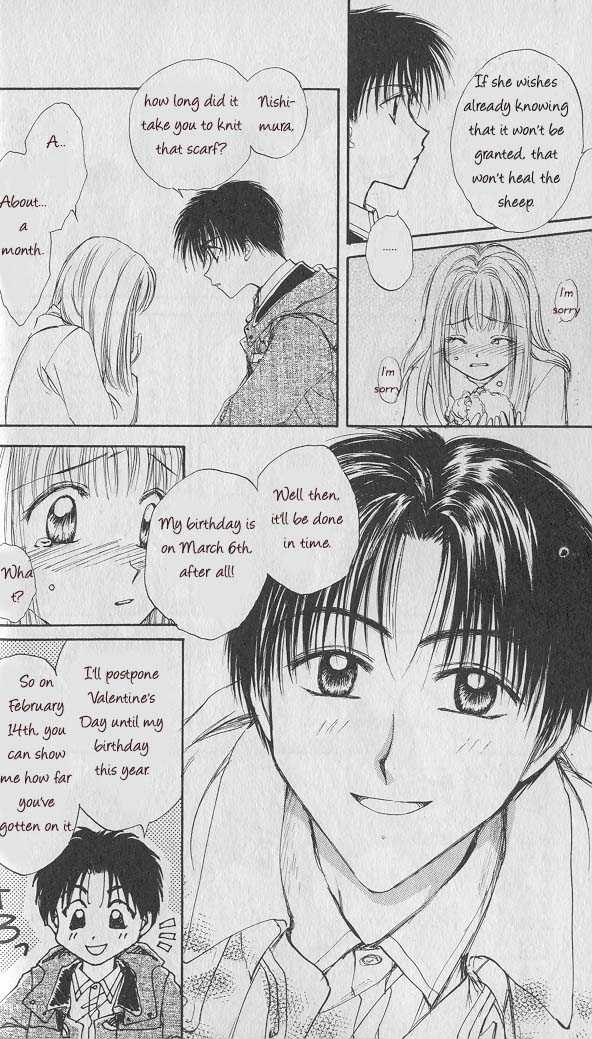 If she wishes
already knowing
that it won't be
granted, that
won't heal the
sheep.
.....
I'm
sorry
I'm
sorry
Nishi-
mura,
how long did it
take you to knit
that scarf?
A...
About...
a
month.
Well then,
it'll be done
in time.
My birthday is
on March 6th,
after all!
Wha
t?
I'll postpone
Valentine's
Day until my
birthday
this year.
So on
February
14th, you
can show
me how far
you've
gotten on it.